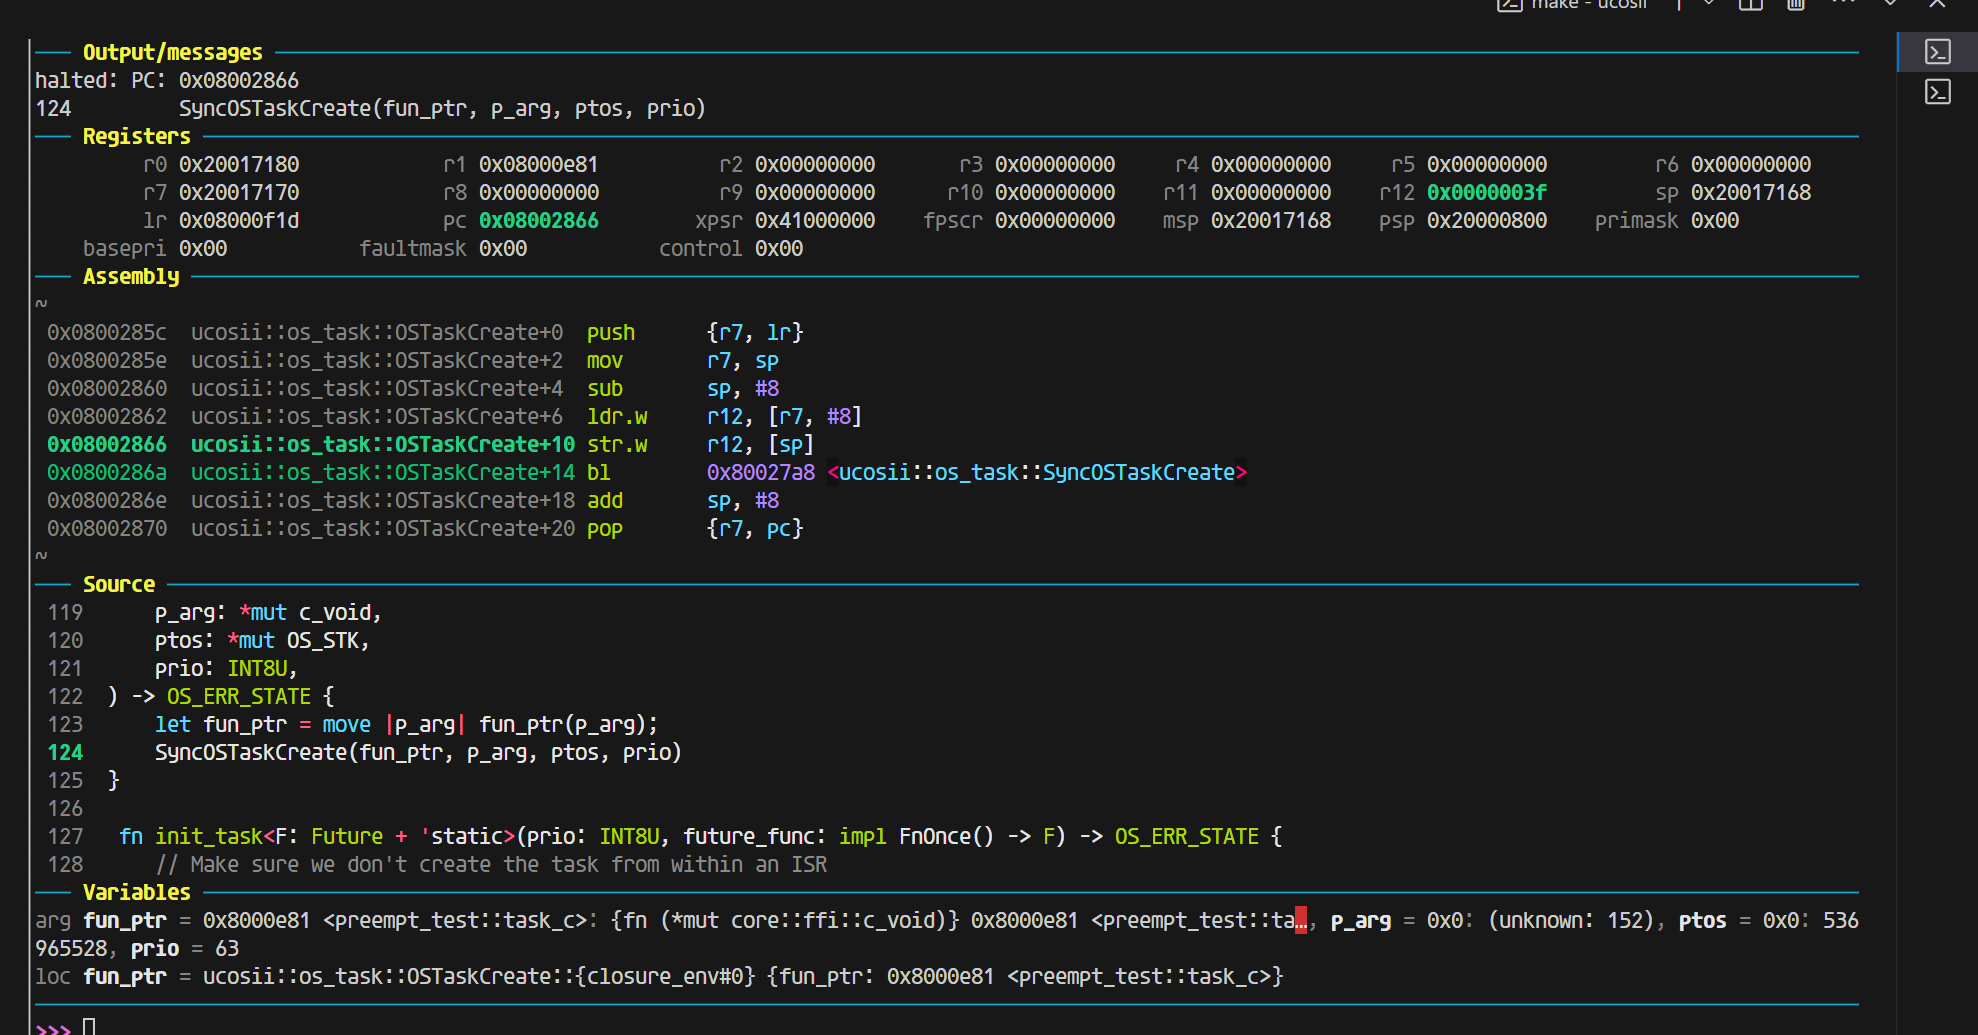 make - ucosii
Output/messages
halted: PC: 0x08002866
124         SyncOSTaskCreate(fun_ptr, p_arg, ptos, prio)
Registers
r0 0x20017180 r1 0x08000e81 r2 0x00000000 r3 0x00000000 r4 0x00000000 r5 0x00000000 r6 0x00000000
r7 0x20017170 r8 0x00000000 r9 0x00000000 r10 0x00000000 r11 0x00000000 r12 0x0000003f sp 0x20017168
lr 0x08000f1d pc 0x08002866 xpsr 0x41000000 fpscr 0x00000000 msp 0x20017168 psp 0x20000800 primask 0x00
basepri 0x00 faultmask 0x00 control 0x00
Assembly
~
0x0800285c  ucosii::os_task::OSTaskCreate+0  push    {r7, lr}
0x0800285e  ucosii::os_task::OSTaskCreate+2  mov     r7, sp
0x08002860  ucosii::os_task::OSTaskCreate+4  sub     sp, #8
0x08002862  ucosii::os_task::OSTaskCreate+6  ldr.w   r12, [r7, #8]
0x08002866  ucosii::os_task::OSTaskCreate+10 str.w   r12, [sp]
0x0800286a  ucosii::os_task::OSTaskCreate+14 bl      0x80027a8 <ucosii::os_task::SyncOSTaskCreate>
0x0800286e  ucosii::os_task::OSTaskCreate+18 add     sp, #8
0x08002870  ucosii::os_task::OSTaskCreate+20 pop     {r7, pc}
~
Source
119      p_arg: *mut c_void,
120      ptos: *mut OS_STK,
121      prio: INT8U,
122  ) -> OS_ERR_STATE {
123      let fun_ptr = move |p_arg| fun_ptr(p_arg);
124      SyncOSTaskCreate(fun_ptr, p_arg, ptos, prio)
125  }
126
127  fn init_task<F: Future + 'static>(prio: INT8U, future_func: impl FnOnce() -> F) -> OS_ERR_STATE {
128      // Make sure we don't create the task from within an ISR
Variables
arg fun_ptr = 0x8000e81 <preempt_test::task_c>: {fn (*mut core::ffi::c_void)} 0x8000e81 <preempt_test::ta…, p_arg = 0x0: (unknown: 152), ptos = 0x0: 536
965528, prio = 63
loc fun_ptr = ucosii::os_task::OSTaskCreate::{closure_env#0} {fun_ptr: 0x8000e81 <preempt_test::task_c>}
>>>